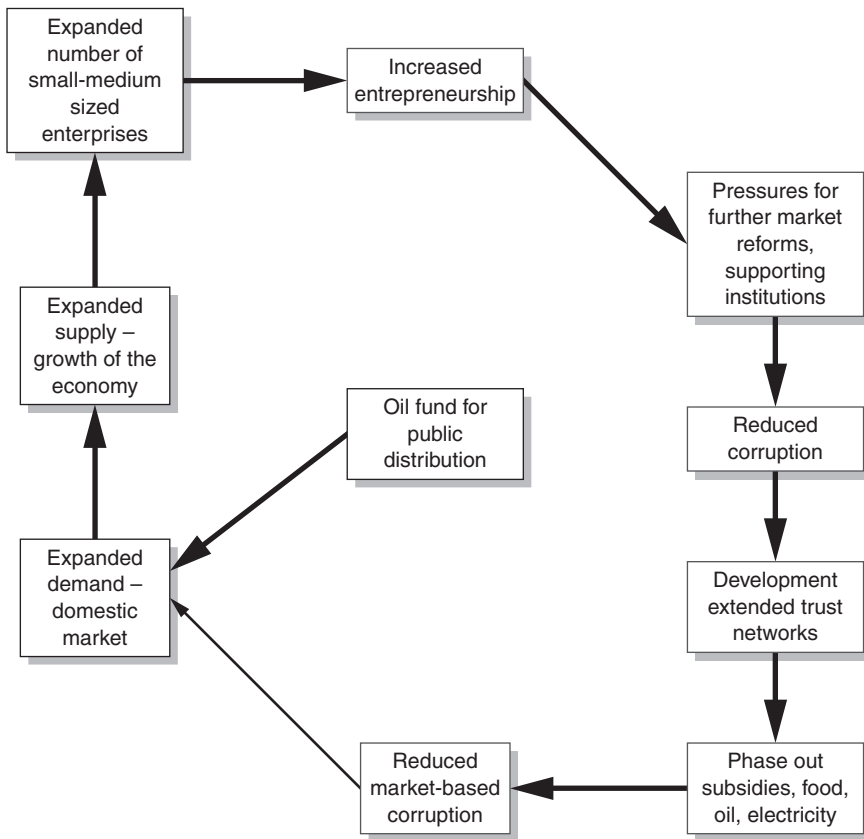 Expanded
number of
small-medium
sized
enterprises
Increased
entrepreneurship
Pressures for
further market
reforms,
supporting
institutions
Expanded
supply –
growth of the
economy
Oil fund for
public
distribution
Reduced
corruption
Expanded
demand –
domestic
market
Development
extended trust
networks
Reduced
market-based
corruption
Phase out
subsidies, food,
oil, electricity